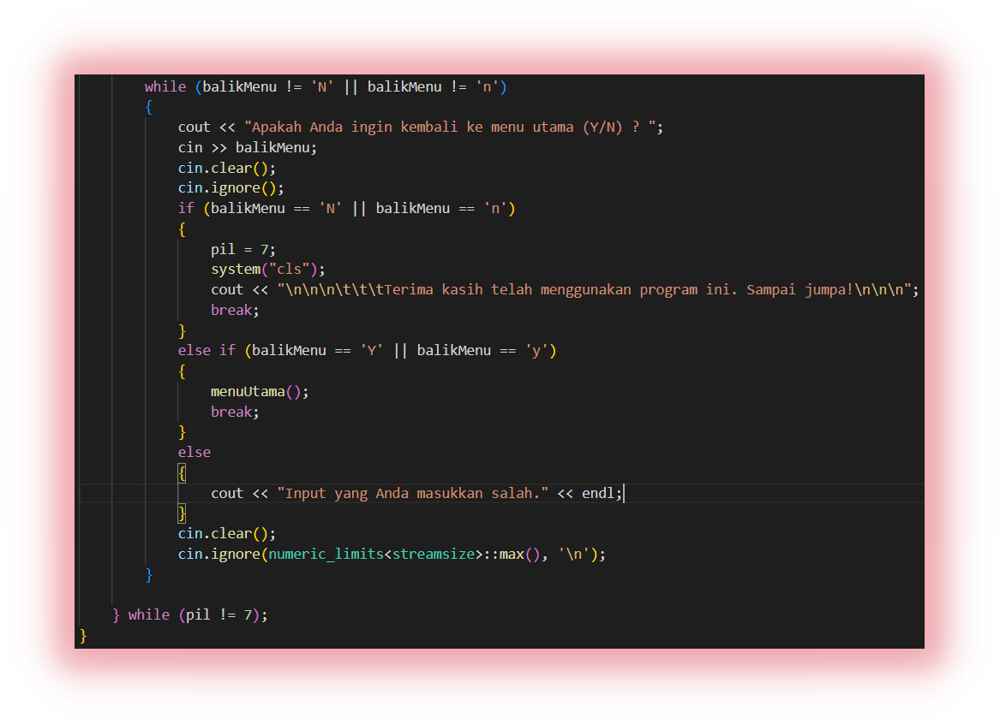 while (balikMenu != 'N' || balikMenu != 'n')
{
cout << "Apakah Anda ingin kembali ke menu utama (Y/N) ? ";
cin >> balikMenu;
cin.clear();
cin.ignore();
if (balikMenu == 'N' || balikMenu == 'n')
{
pil = 7;
system("cls");
cout << "\n\n\n\t\t\tTerima kasih telah menggunakan program ini. Sampai jumpa!\n\n\n";
break;
}
else if (balikMenu == 'Y' || balikMenu == 'y')
{
menuUtama();
break;
}
else
{
cout << "Input yang Anda masukkan salah." << endl;
}
cin.clear();
cin.ignore(numeric_limits<streamsize>::max(), '\n');
}
} while (pil != 7);
}